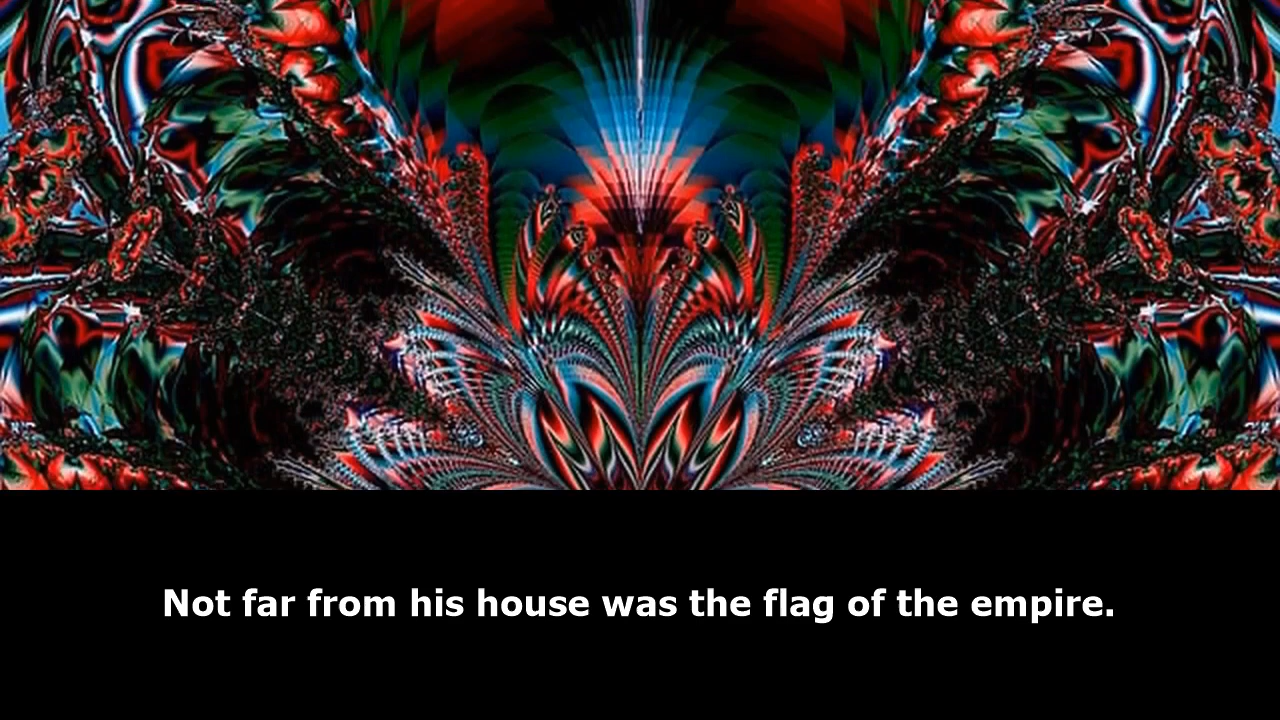 Not far from his house was the flag of the empire.